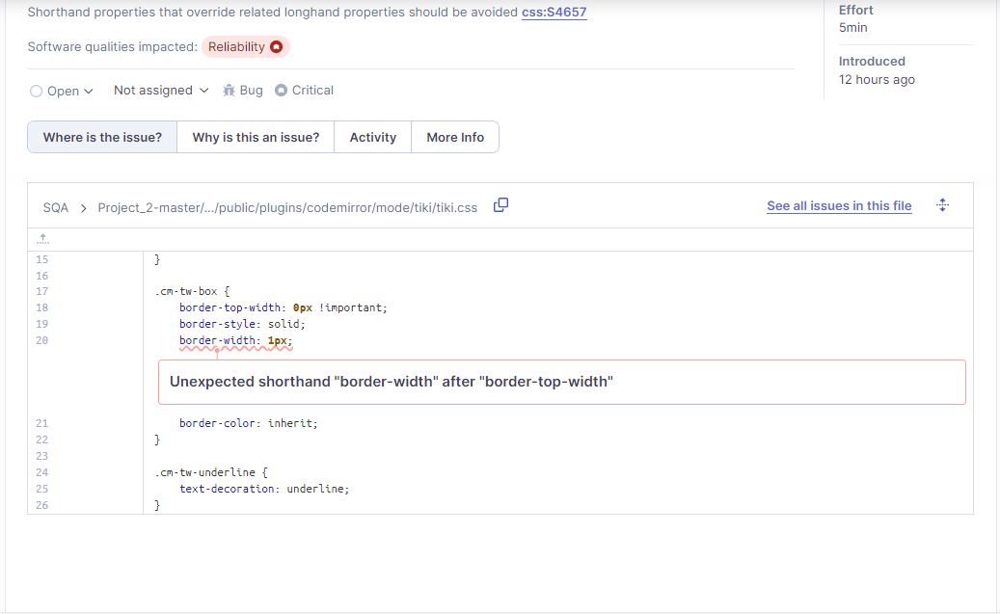 Shorthand properties that override related longhand properties should be avoided css:S4657
Effort
5min
Software qualities impacted: Reliability
Introduced
12 hours ago
Open Not assigned Bug Critical
Where is the issue? Why is this an issue? Activity More Info
SQA > Project_2-master/.../public/plugins/codemirror/mode/tiki/tiki.css See all issues in this file
15 }
16
17 .cm-tw-box {
18 border-top-width: 0px !important;
19 border-style: solid;
20 border-width: 1px;
Unexpected shorthand "border-width" after "border-top-width"
21 border-color: inherit;
22 }
23
24 .cm-tw-underline {
25 text-decoration: underline;
26 }